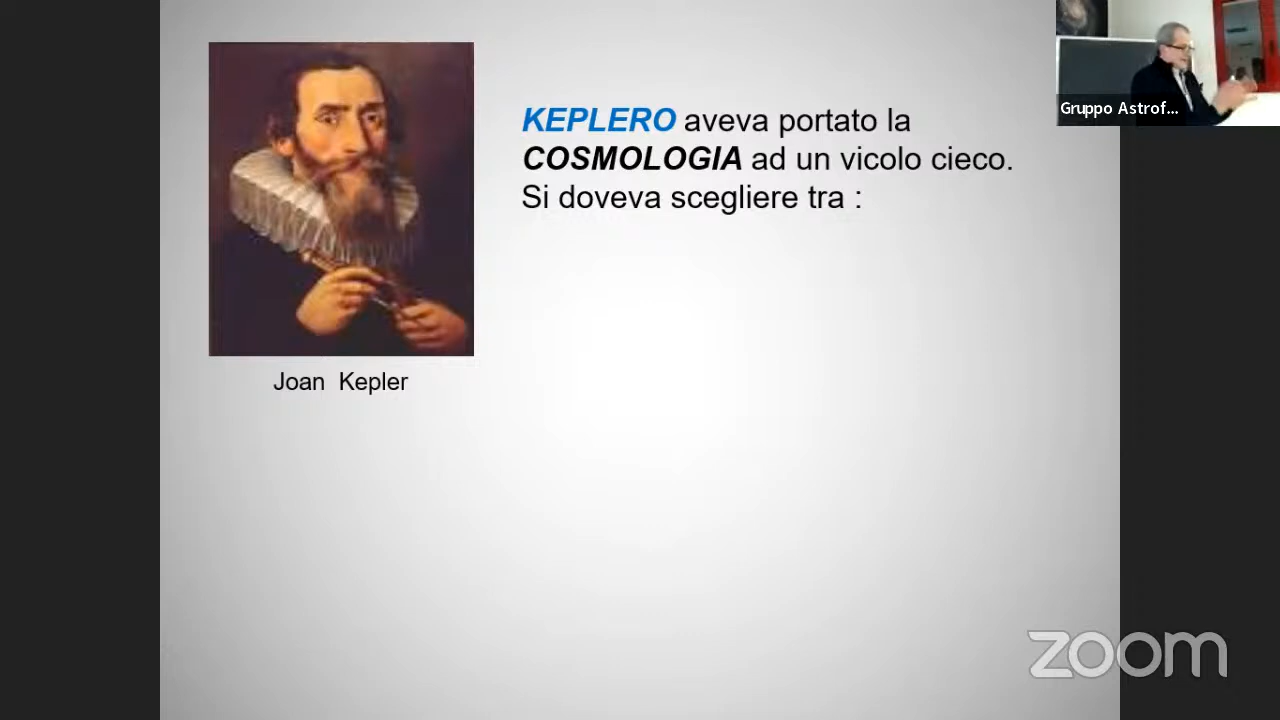 Gruppo Astrof...
KEPLERO aveva portato la
COSMOLOGIA ad un vicolo cieco.
Si doveva scegliere tra :
Joan Kepler
zoom